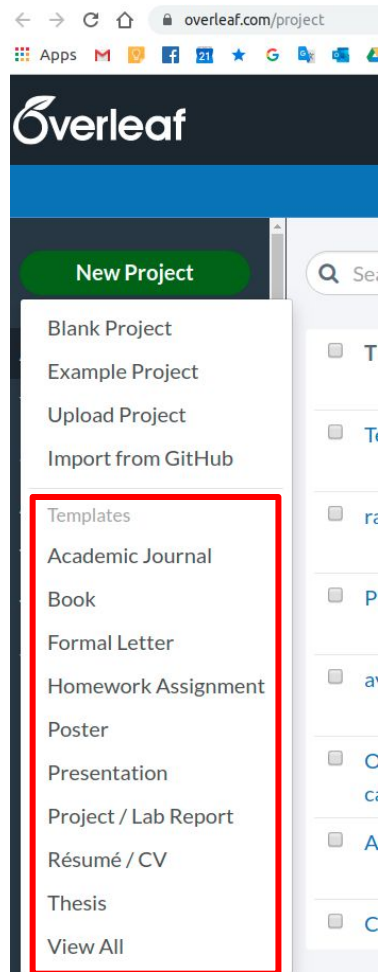 overleaf.com/project
Apps
21
Overleaf
New Project
Blank Project
Example Project
Upload Project
Import from GitHub
Templates
Academic Journal
Book
Formal Letter
Homework Assignment
Poster
Presentation
Project / Lab Report
Résumé / CV
Thesis
View All